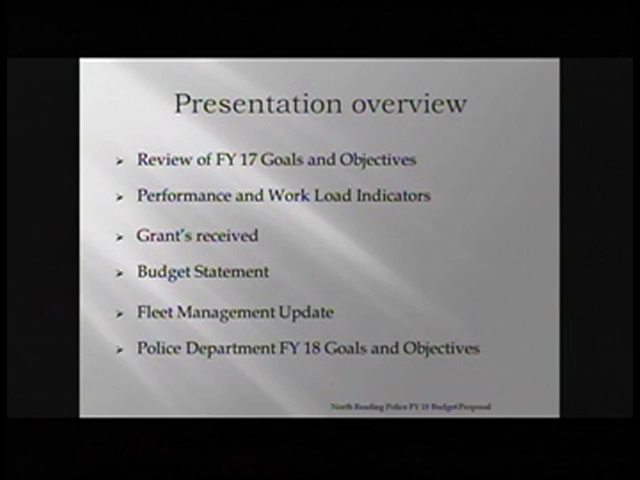 Presentation overview
Review of FY 17 Goals and Objectives
Performance and Work Load Indicators
Grant's received
Budget Statement
Fleet Management Update
Police Department FY 18 Goals and Objectives
North Reading Police FY 18 Budget Proposal